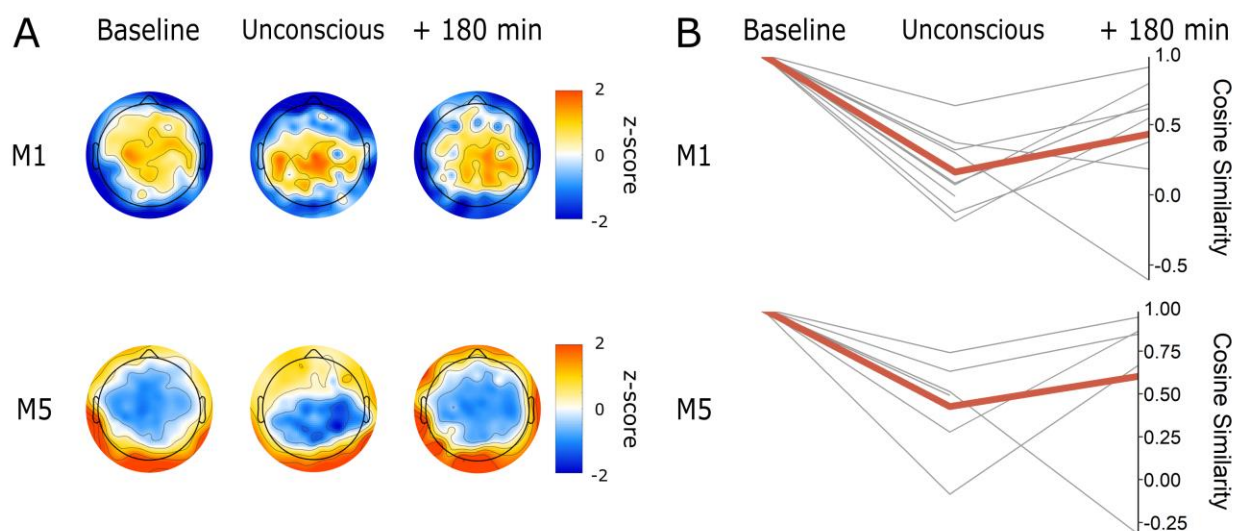 A Baseline Unconscious + 180 min
M1
2
0
-2
z-score
M5
2
0
-2
z-score
B Baseline Unconscious + 180 min
M1
1.0
0.5
0.0
-0.5
Cosine Similarity
M5
1.00
0.75
0.50
0.25
0.00
-0.25
Cosine Similarity